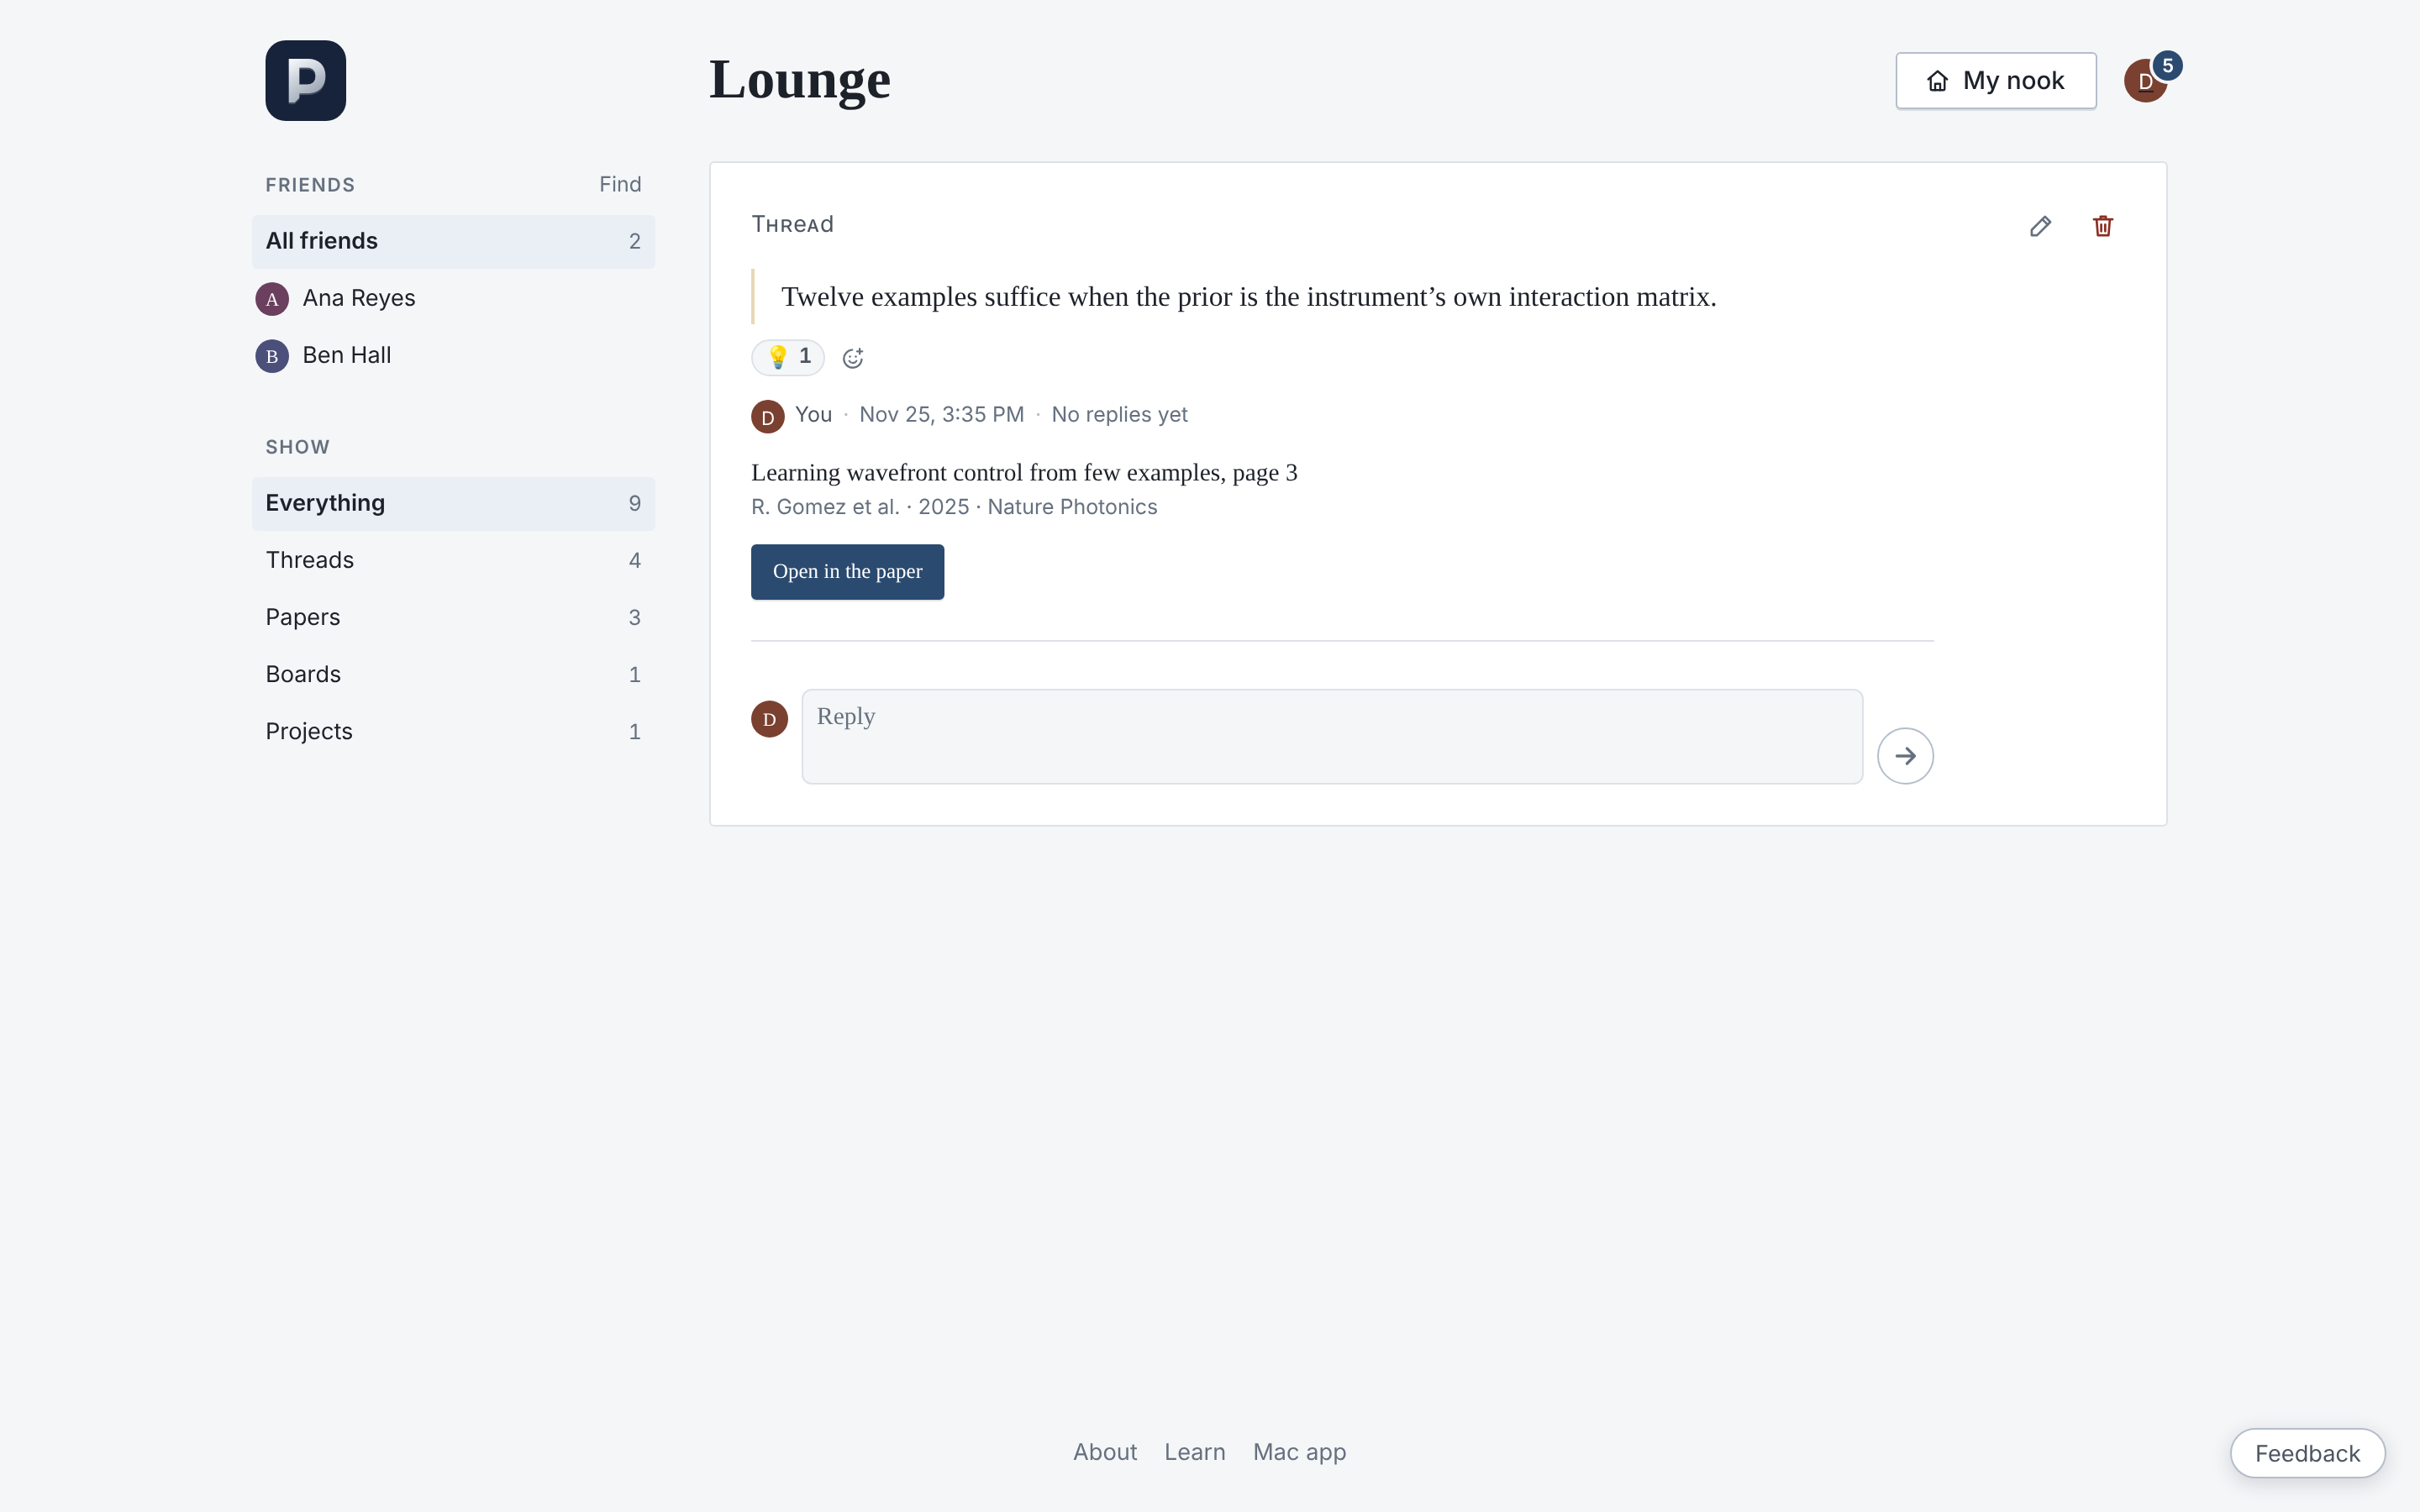 P
Lounge
My nook
D
5
FRIENDS
Find
All friends
2
A
Ana Reyes
B
Ben Hall
SHOW
Everything
9
Threads
4
Papers
3
Boards
1
Projects
1
Thread
Twelve examples suffice when the prior is the instrument’s own interaction matrix.
💡 1
D
You · Nov 25, 3:35 PM · No replies yet
Learning wavefront control from few examples, page 3
R. Gomez et al. · 2025 · Nature Photonics
Open in the paper
D
Reply
About
Learn
Mac app
Feedback